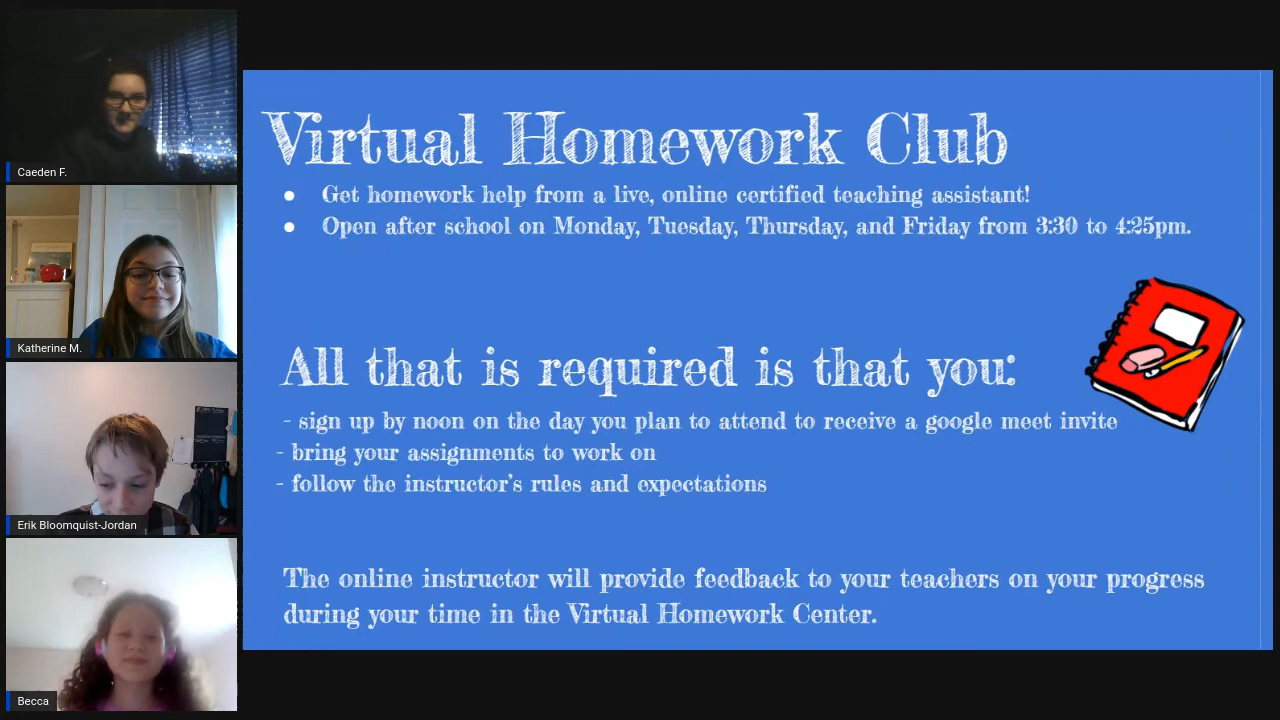 Caeden F.
Katherine M.
Erik Bloomquist-Jordan
Becca
Virtual Homework Club
● Get homework help from a live, online certified teaching assistant!
● Open after school on Monday, Tuesday, Thursday, and Friday from 3:30 to 4:25pm.
All that is required is that you:
- sign up by noon on the day you plan to attend to receive a google meet invite
- bring your assignments to work on
- follow the instructor's rules and expectations
The online instructor will provide feedback to your teachers on your progress
during your time in the Virtual Homework Center.